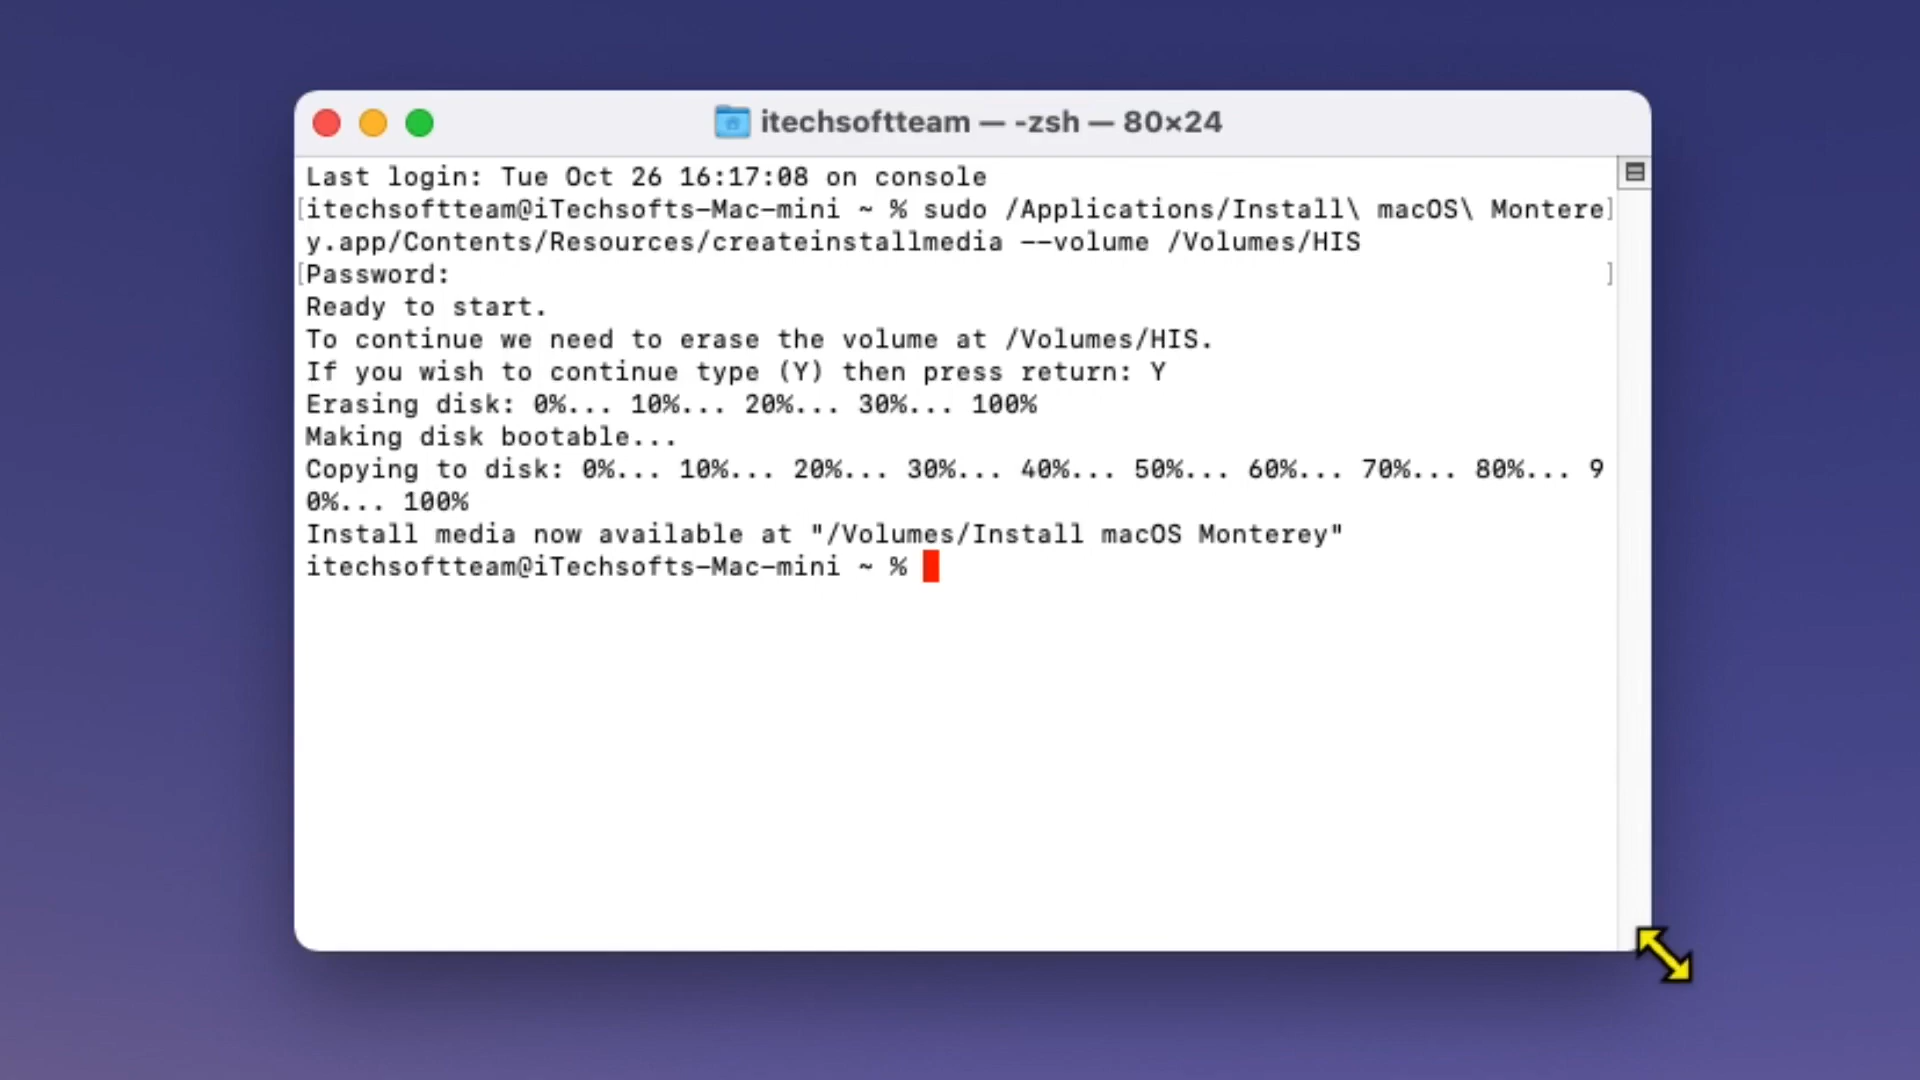 itechsoftteam — -zsh — 80×24
Last login: Tue Oct 26 16:17:08 on console
[itechsoftteam@iTechsofts-Mac-mini ~ % sudo /Applications/Install\ macOS\ Montere]
y.app/Contents/Resources/createinstallmedia --volume /Volumes/HIS
[Password: ]
Ready to start.
To continue we need to erase the volume at /Volumes/HIS.
If you wish to continue type (Y) then press return: Y
Erasing disk: 0%... 10%... 20%... 30%... 100%
Making disk bootable...
Copying to disk: 0%... 10%... 20%... 30%... 40%... 50%... 60%... 70%... 80%... 9
0%... 100%
Install media now available at "/Volumes/Install macOS Monterey"
itechsoftteam@iTechsofts-Mac-mini ~ %